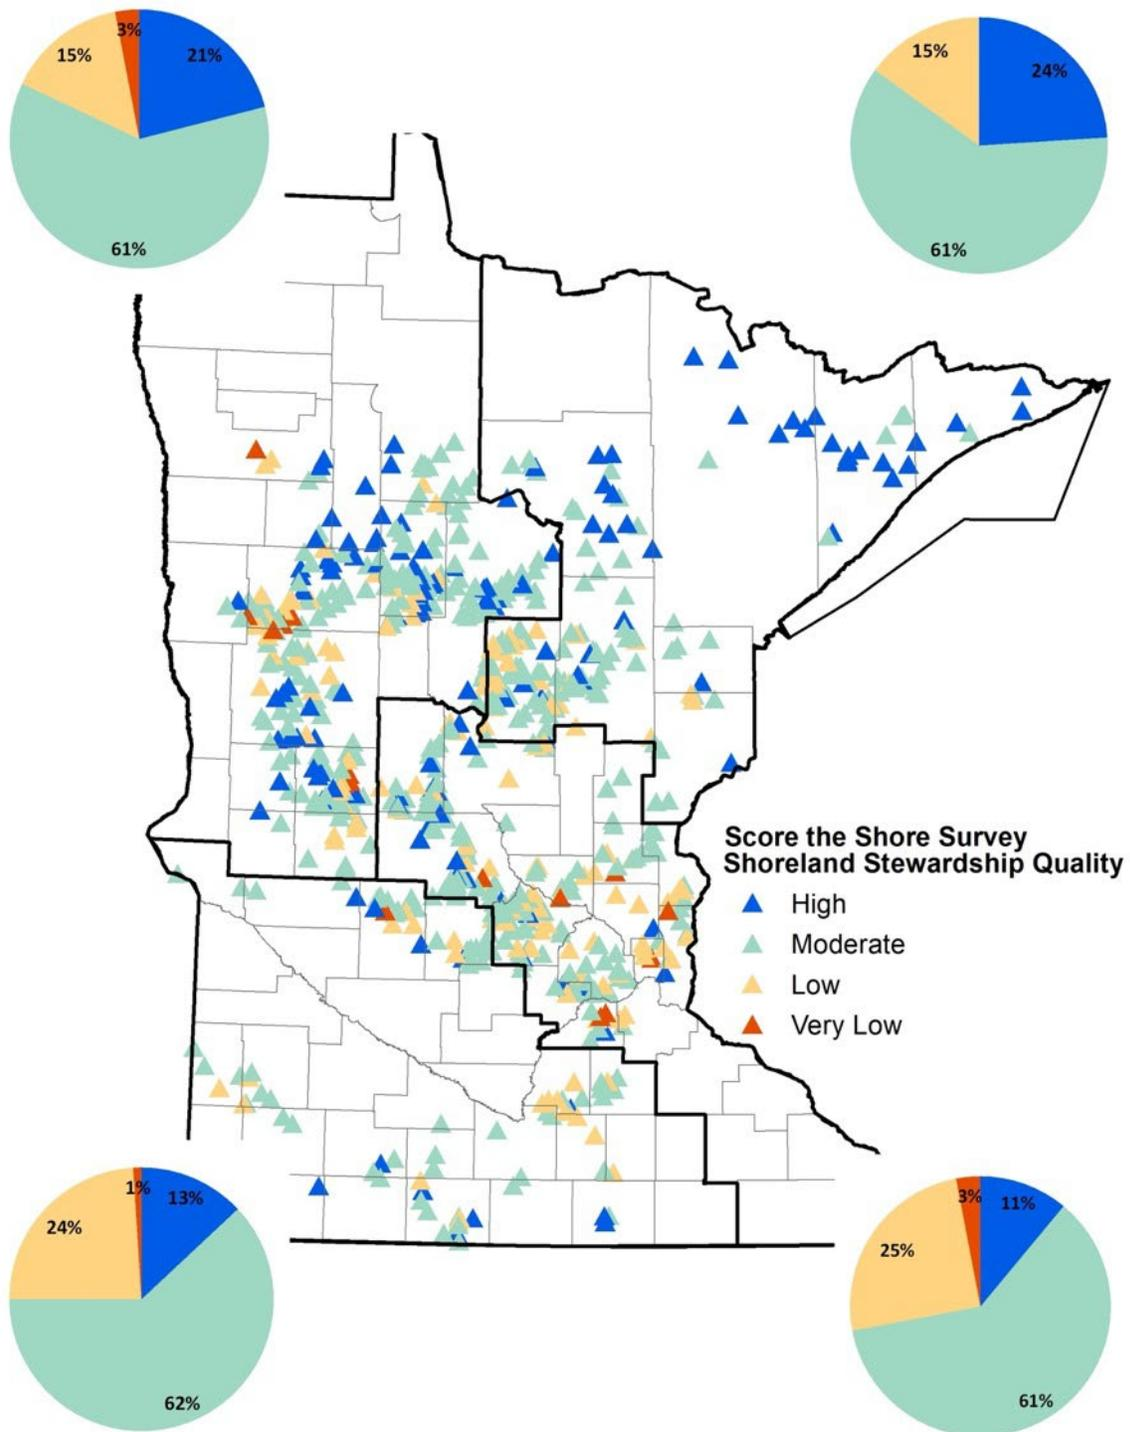 3%
15%
21%
61%
15%
24%
61%
Score the Shore Survey
Shoreland Stewardship Quality
High
Moderate
Low
Very Low
1%
13%
24%
62%
3%
11%
25%
61%